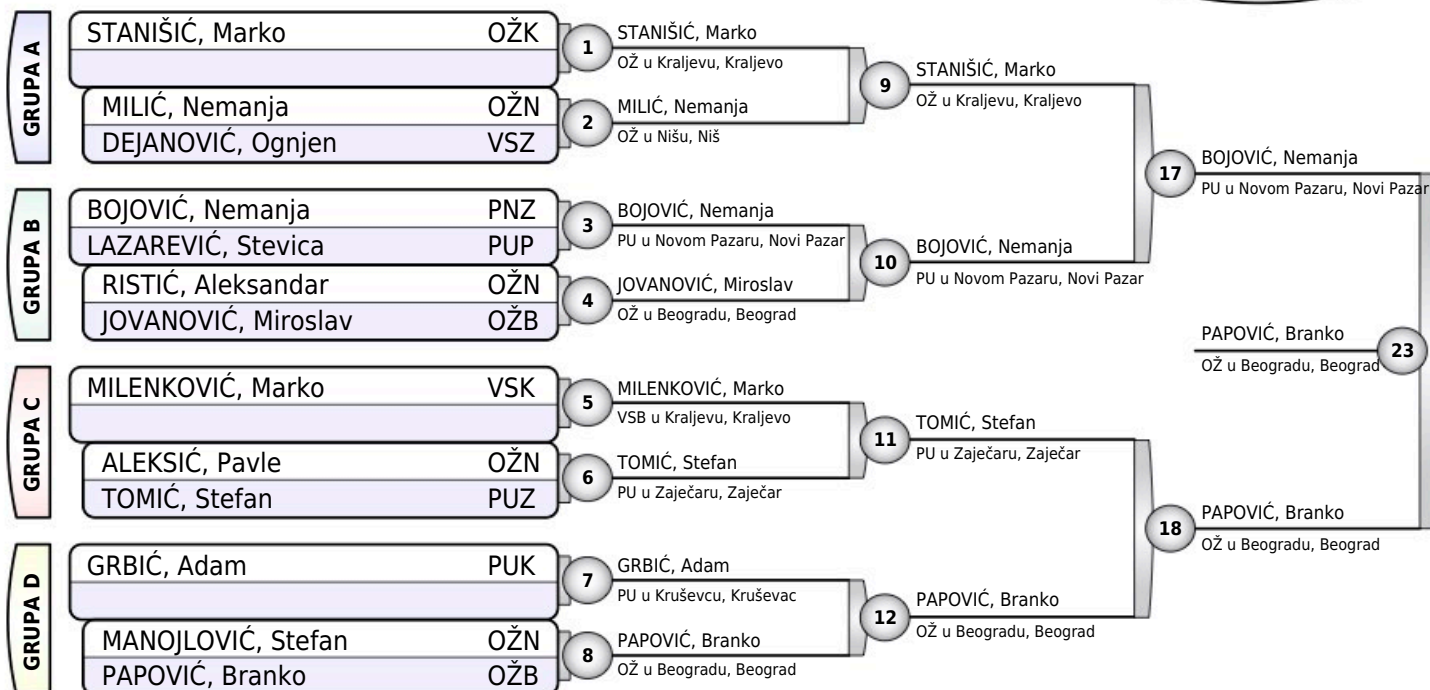 GRUPA A
STANIŠIĆ, Marko OŽK
MILIĆ, Nemanja OŽN
DEJANOVIĆ, Ognjen VSZ
GRUPA B
BOJOVIĆ, Nemanja PNZ
LAZAREVIĆ, Stevica PUP
RISTIĆ, Aleksandar OŽN
JOVANOVIĆ, Miroslav OŽB
GRUPA C
MILENKOVIĆ, Marko VSK
ALEKSIĆ, Pavle OŽN
TOMIĆ, Stefan PUZ
GRUPA D
GRBIĆ, Adam PUK
MANOJLOVIĆ, Stefan OŽN
PAPOVIĆ, Branko OŽB
1
STANIŠIĆ, Marko
OŽ u Kraljevu, Kraljevo
2
MILIĆ, Nemanja
OŽ u Nišu, Niš
3
BOJOVIĆ, Nemanja
PU u Novom Pazaru, Novi Pazar
4
JOVANOVIĆ, Miroslav
OŽ u Beogradu, Beograd
5
MILENKOVIĆ, Marko
VSB u Kraljevu, Kraljevo
6
TOMIĆ, Stefan
PU u Zaječaru, Zaječar
7
GRBIĆ, Adam
PU u Kruševcu, Kruševac
8
PAPOVIĆ, Branko
OŽ u Beogradu, Beograd
9
STANIŠIĆ, Marko
OŽ u Kraljevu, Kraljevo
10
BOJOVIĆ, Nemanja
PU u Novom Pazaru, Novi Pazar
11
TOMIĆ, Stefan
PU u Zaječaru, Zaječar
12
PAPOVIĆ, Branko
OŽ u Beogradu, Beograd
17
BOJOVIĆ, Nemanja
PU u Novom Pazaru, Novi Pazar
18
PAPOVIĆ, Branko
OŽ u Beogradu, Beograd
PAPOVIĆ, Branko
OŽ u Beogradu, Beograd
23